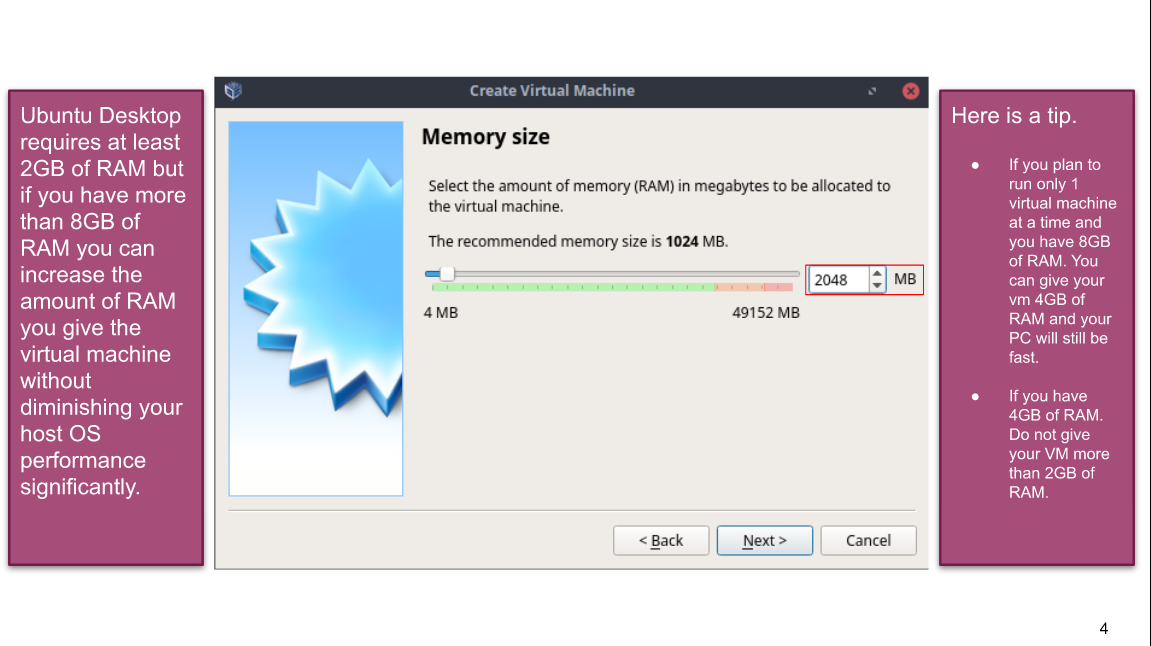 Ubuntu Desktop
requires at least
2GB of RAM but
if you have more
than 8GB of
RAM you can
increase the
amount of RAM
you give the
virtual machine
without
diminishing your
host OS
performance
significantly.
Create Virtual Machine
Memory size
Select the amount of memory (RAM) in megabytes to be allocated to
the virtual machine.
The recommended memory size is 1024 MB.
2048 MB
4 MB 49152 MB
< Back Next > Cancel
Here is a tip.
● If you plan to
run only 1
virtual machine
at a time and
you have 8GB
of RAM. You
can give your
vm 4GB of
RAM and your
PC will still be
fast.
● If you have
4GB of RAM.
Do not give
your VM more
than 2GB of
RAM.
4